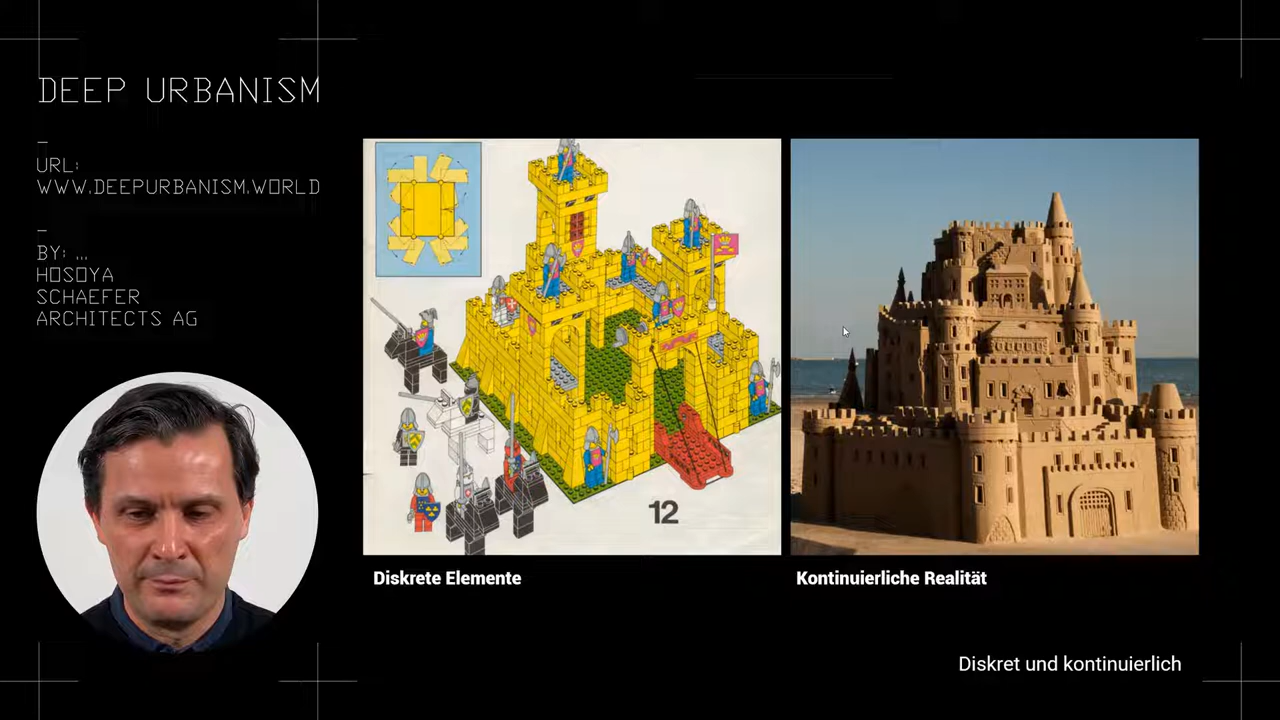 DEEP URBANISM
–
URL:
WWW.DEEPURBANISM.WORLD
–
BY: ...
HOSOYA
SCHAEFER
ARCHITECTS AG
12
Diskrete Elemente
Kontinuierliche Realität
Diskret und kontinuierlich